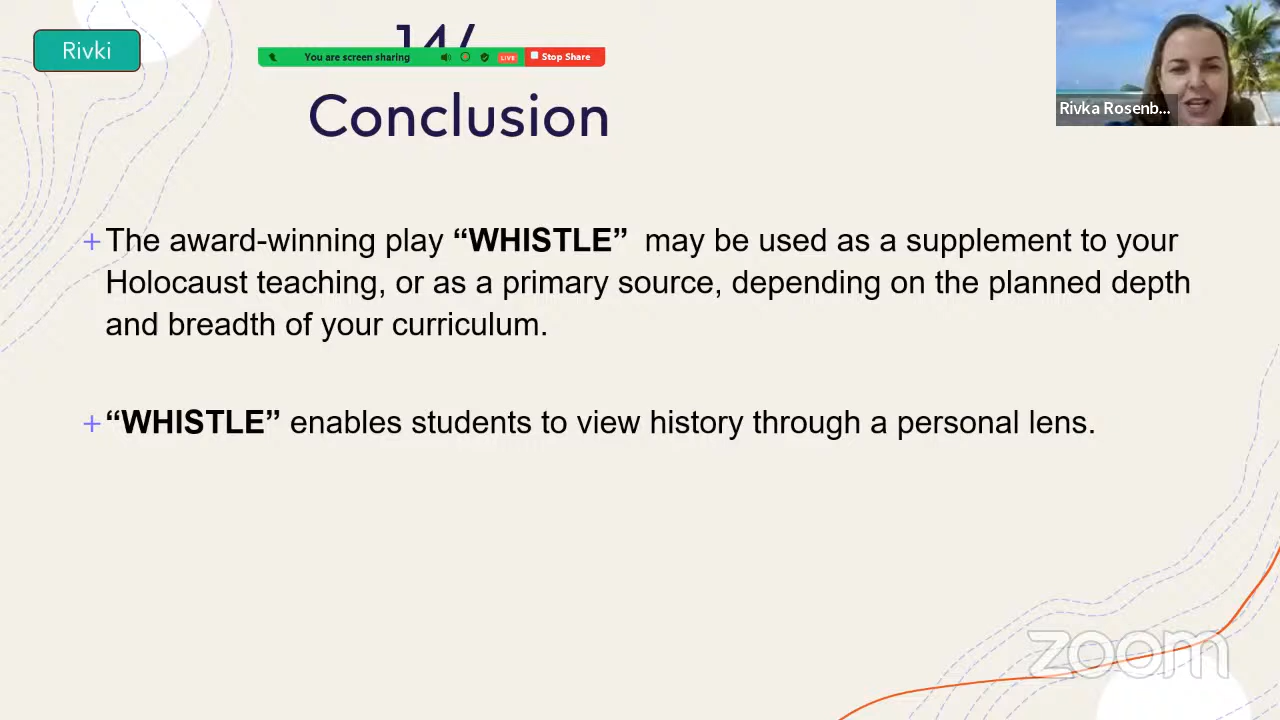 Rivki
14/
You are screen sharing
LIVE
Stop Share
Conclusion
Rivka Rosenb...
+ The award-winning play “WHISTLE” may be used as a supplement to your
Holocaust teaching, or as a primary source, depending on the planned depth
and breadth of your curriculum.
+ “WHISTLE” enables students to view history through a personal lens.
zoom